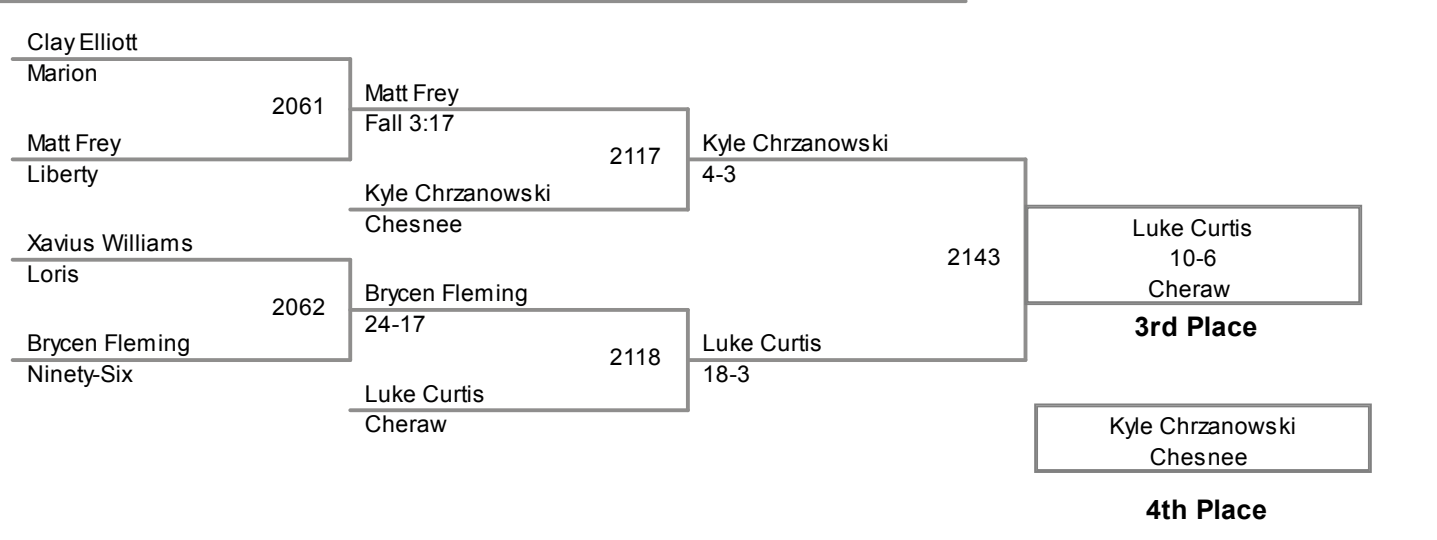 Clay Elliott
Marion
2061
Matt Frey
Liberty
Matt Frey
Fall 3:17
2117
Kyle Chrzanowski
Chesnee
Kyle Chrzanowski
4-3
Xavius Williams
Loris
2062
Brycen Fleming
Ninety-Six
Brycen Fleming
24-17
2118
Luke Curtis
Cheraw
Luke Curtis
18-3
2143
Luke Curtis
10-6
Cheraw
3rd Place
Kyle Chrzanowski
Chesnee
4th Place